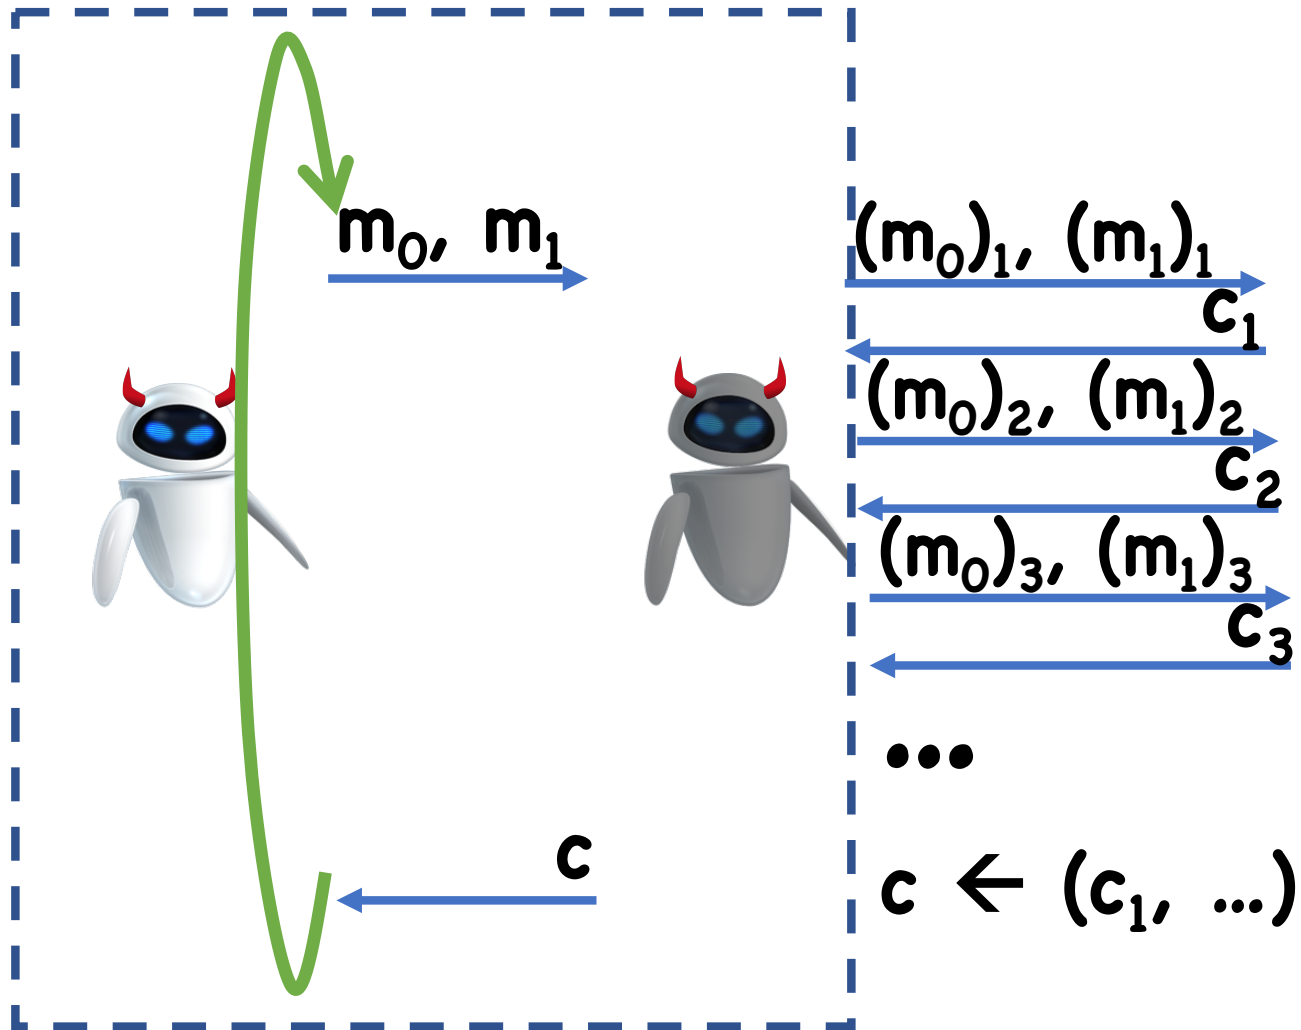 m₀, m₁
(m₀)₁, (m₁)₁
c₁
(m₀)₂, (m₁)₂
c₂
(m₀)₃, (m₁)₃
c₃
...
c
c ← (c₁, ...)